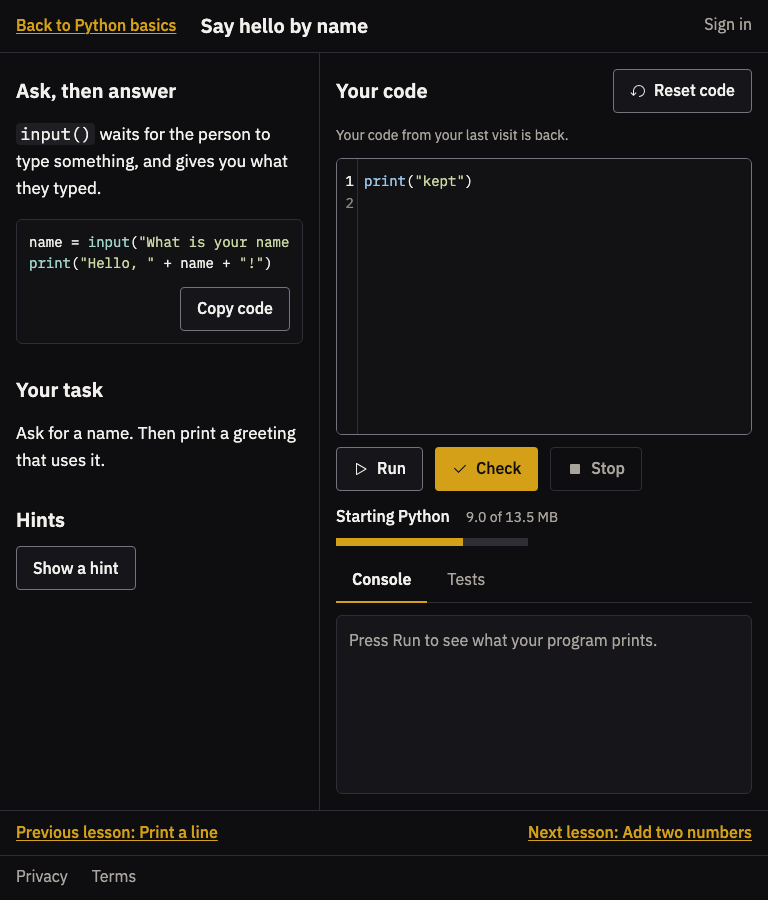 Back to Python basics
Say hello by name
Sign in
Ask, then answer
input() waits for the person to
type something, and gives you what
they typed.
name = input("What is your name
print("Hello, " + name + "!")
Copy code
Your task
Ask for a name. Then print a greeting
that uses it.
Hints
Show a hint
Your code
Reset code
Your code from your last visit is back.
1 print("kept")
2
Run
Check
Stop
Starting Python 9.0 of 13.5 MB
Console
Tests
Press Run to see what your program prints.
Previous lesson: Print a line
Next lesson: Add two numbers
Privacy
Terms